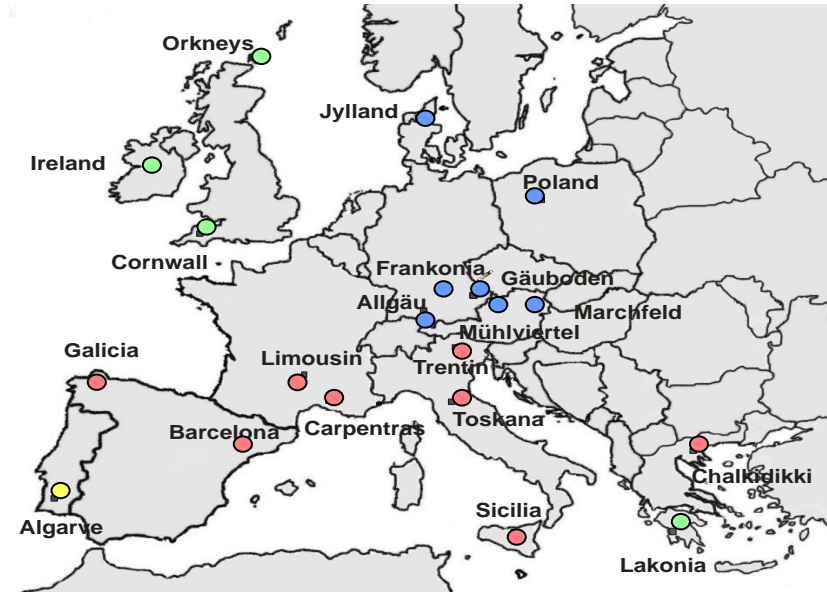 Orkneys
Jylland
Ireland
Poland
Cornwall
Frankonia
Gäuboden
Allgäu
Marchfeld
Mühlviertel
Galicia
Limousin
Trentin
Barcelona
Carpentras
Toskana
Chalkidikki
Sicilia
Algarve
Lakonia